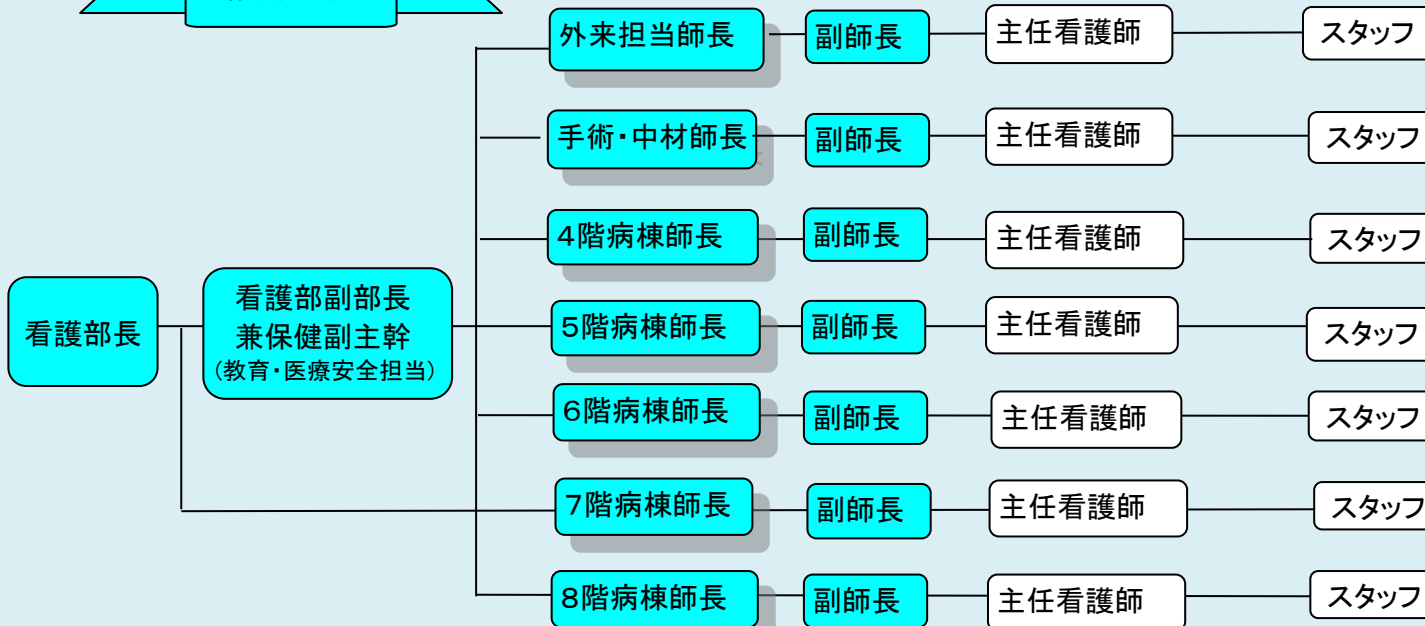 外来担当師長 副師長 主任看護師 スタッフ
手術・中材師長 副師長 主任看護師 スタッフ
4階病棟師長 副師長 主任看護師 スタッフ
看護部長
看護部副部長
兼保健副主幹
(教育・医療安全担当)
5階病棟師長 副師長 主任看護師 スタッフ
6階病棟師長 副師長 主任看護師 スタッフ
7階病棟師長 副師長 主任看護師 スタッフ
8階病棟師長 副師長 主任看護師 スタッフ